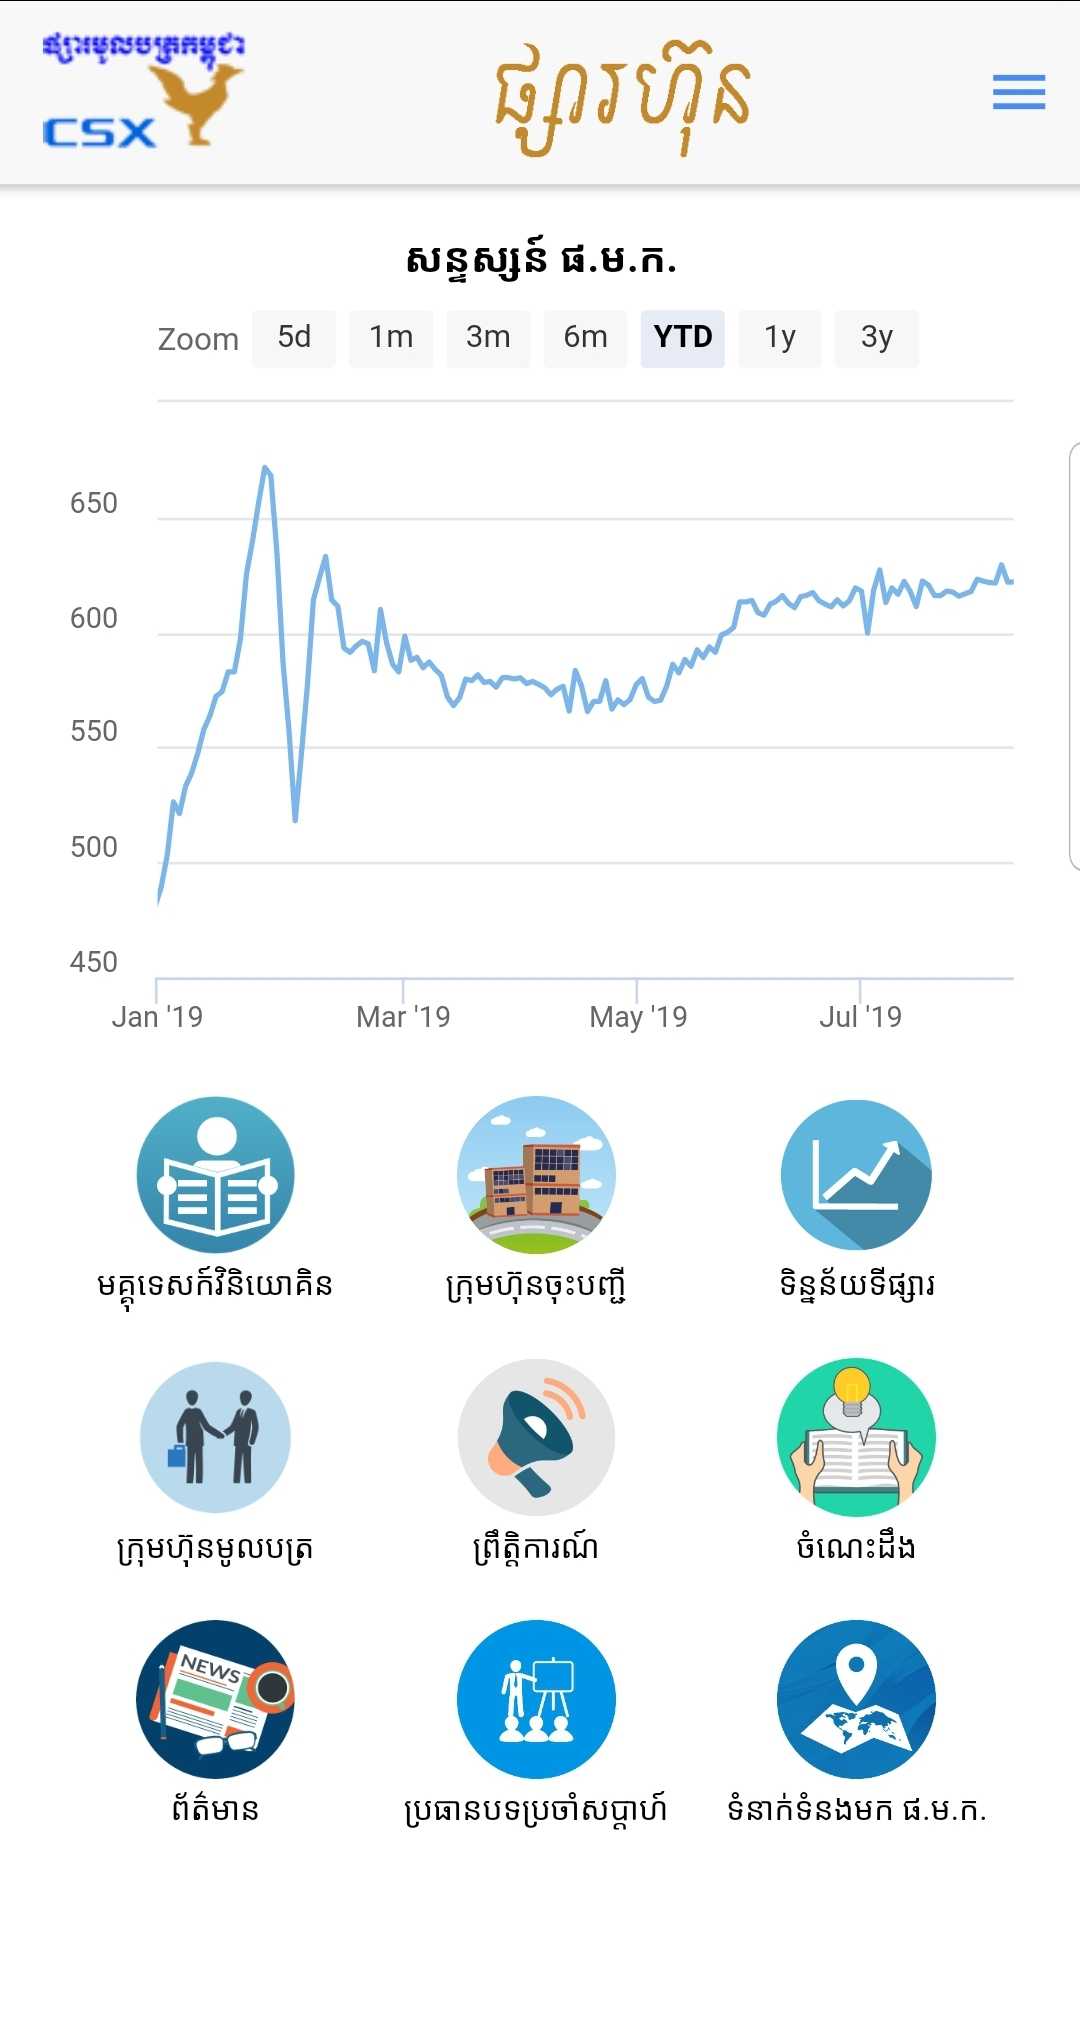 ផ្សារមូលបត្រកម្ពុជា
CSX
ផ្សារហ៊ុន
សន្ទស្សន៍ ផ.ម.ក.
Zoom 5d 1m 3m 6m YTD 1y 3y
650
600
550
500
450
Jan '19 Mar '19 May '19 Jul '19
មគ្គុទេសក៍វិនិយោគិន ក្រុមហ៊ុនចុះបញ្ជី ទិន្នន័យទីផ្សារ
ក្រុមហ៊ុនមូលបត្រ ព្រឹត្តិការណ៍ ចំណេះដឹង
NEWS
ព័ត៌មាន ប្រធានបទប្រចាំសប្តាហ៍ ទំនាក់ទំនងមក ផ.ម.ក.